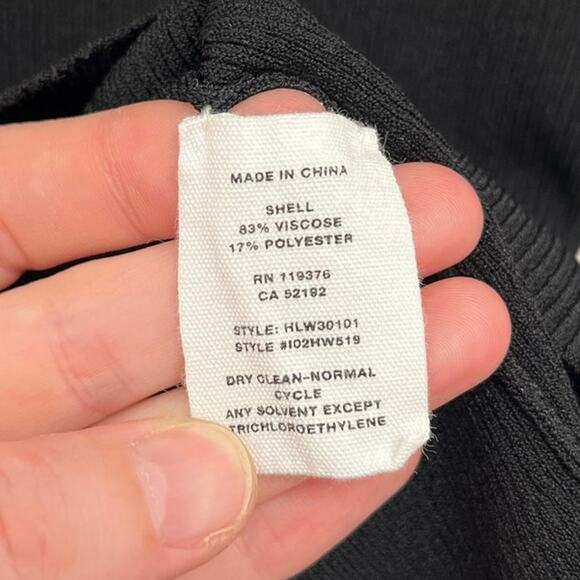 MADE IN CHINA
SHELL
83% VISCOSE
17% POLYESTER
RN 119376
CA 52192
STYLE: HLW30101
STYLE #I02HW519
DRY CLEAN-NORMAL
CYCLE
ANY SOLVENT EXCEPT
TRICHLOROETHYLENE